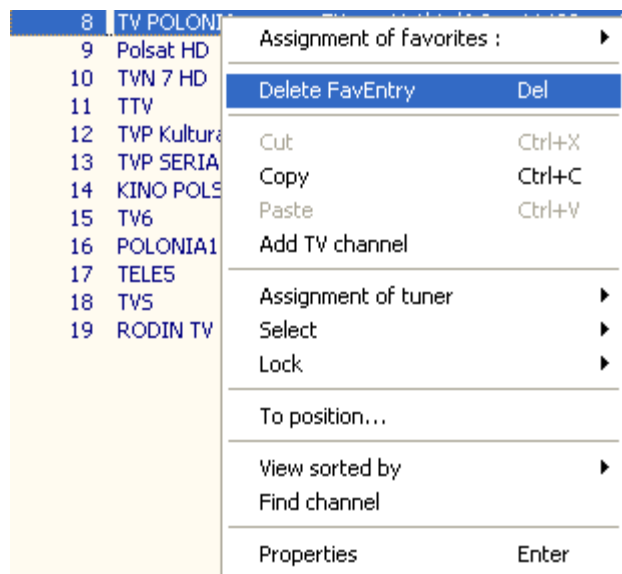 8 TV POLONI
9 Polsat HD
10 TVN 7 HD
11 TTV
12 TVP Kultura
13 TVP SERIA
14 KINO POLS
15 TV6
16 POLONIA1
17 TELE5
18 TVS
19 RODIN TV
Assignment of favorites :
Delete FavEntry Del
Cut Ctrl+X
Copy Ctrl+C
Paste Ctrl+V
Add TV channel
Assignment of tuner
Select
Lock
To position...
View sorted by
Find channel
Properties Enter